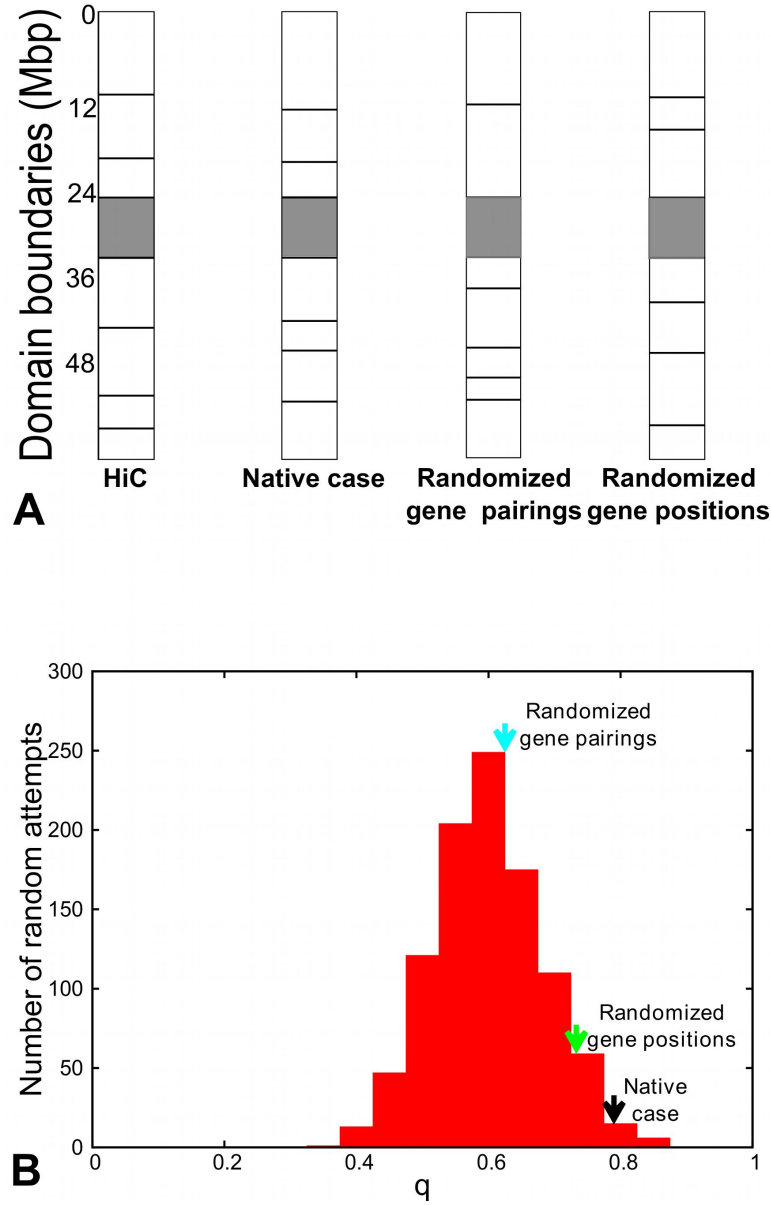 Domain boundaries (Mbp)
0
12
24
36
48
HiC
Native case
Randomized
gene pairings
Randomized
gene positions
A
300
250
200
150
100
50
0
Number of random attempts
Randomized
gene pairings
Randomized
gene positions
Native
case
0
0.2
0.4
0.6
0.8
1
q
B